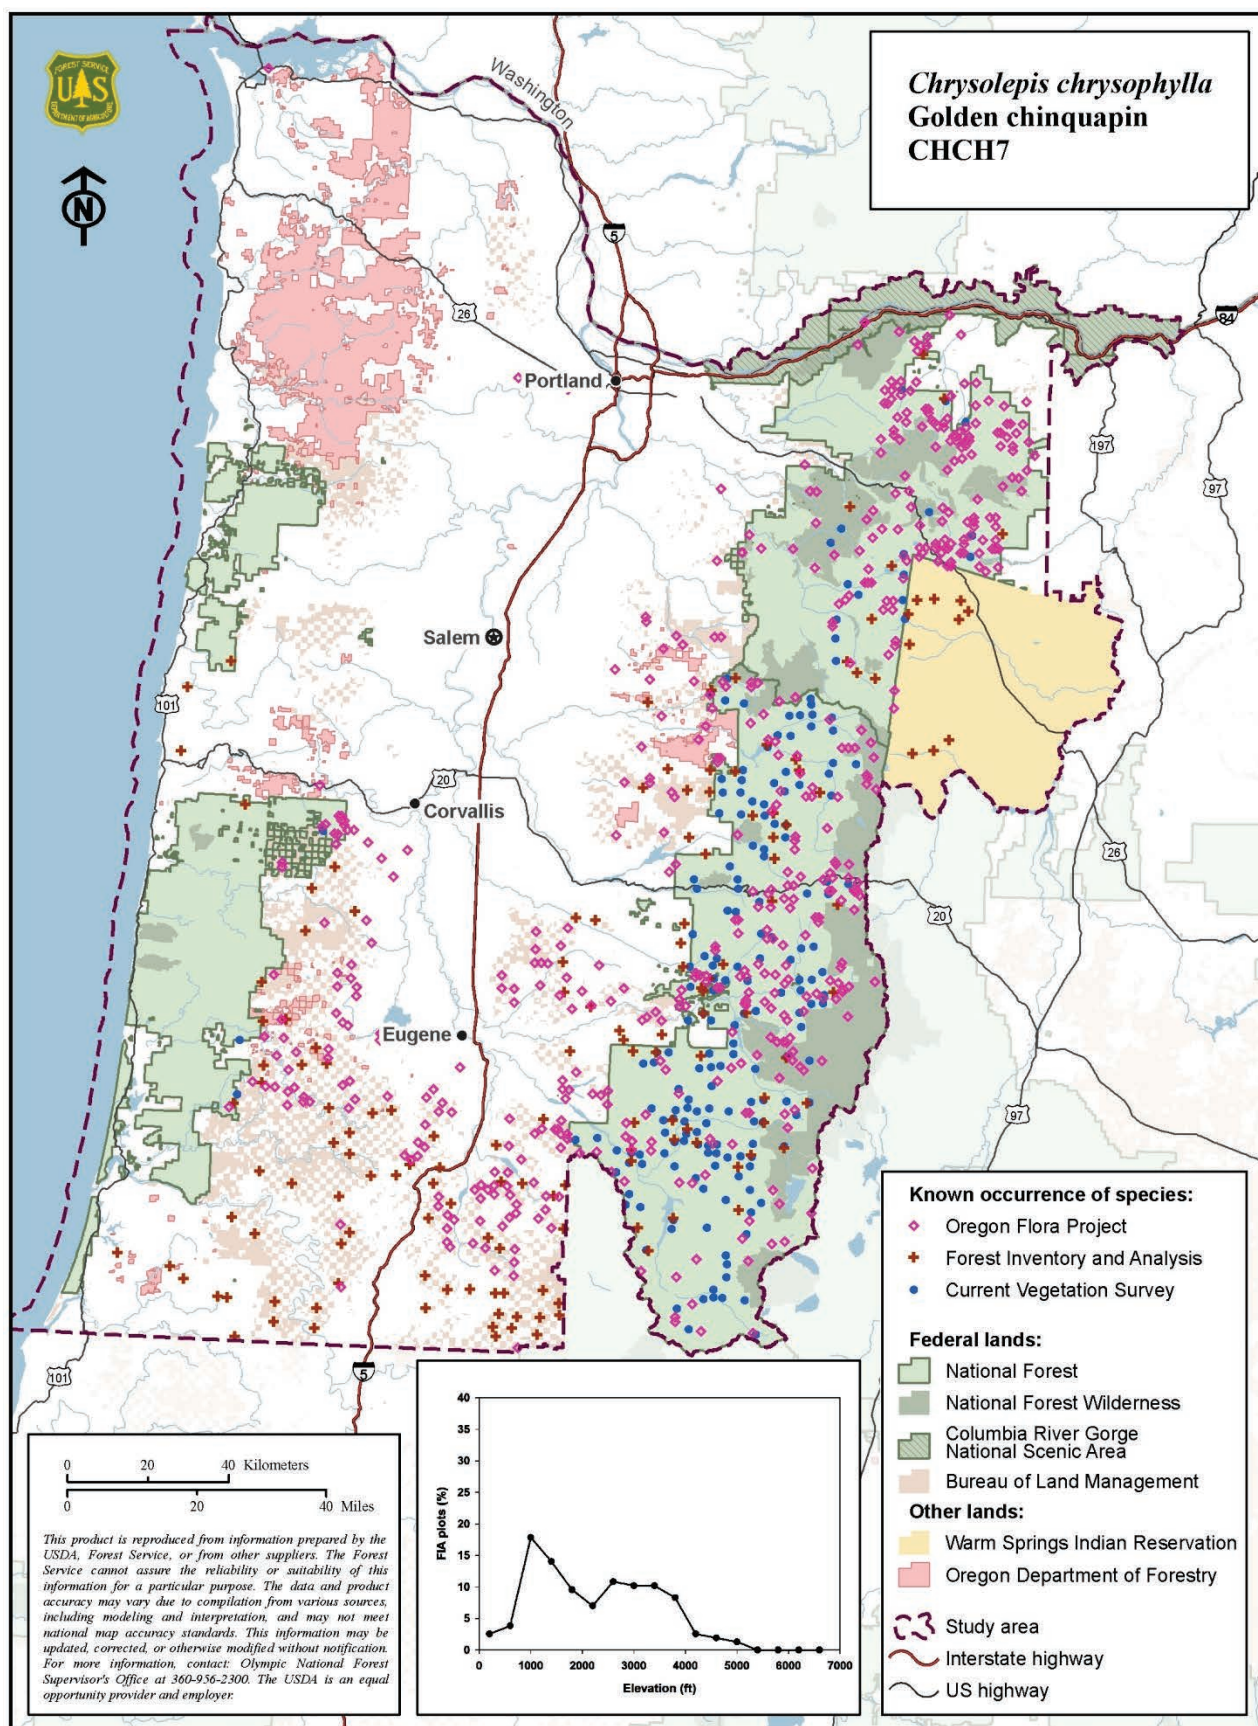 FOREST SERVICE
US
DEPARTMENT OF AGRICULTURE
N
Washington
Chrysolepis chrysophylla
Golden chinquapin
CHCH7
5
84
26
Portland
197
97
Salem
101
20
Corvallis
26
20
Eugene
97
101
5
Known occurrence of species:
Oregon Flora Project
Forest Inventory and Analysis
Current Vegetation Survey
Federal lands:
National Forest
National Forest Wilderness
Columbia River Gorge
National Scenic Area
Bureau of Land Management
Other lands:
Warm Springs Indian Reservation
Oregon Department of Forestry
Study area
Interstate highway
US highway
0 20 40 Kilometers
0 20 40 Miles
This product is reproduced from information prepared by the
USDA, Forest Service, or from other suppliers. The Forest
Service cannot assure the reliability or suitability of this
information for a particular purpose. The data and product
accuracy may vary due to compilation from various sources,
including modeling and interpretation, and may not meet
national map accuracy standards. This information may be
updated, corrected, or otherwise modified without notification.
For more information, contact: Olympic National Forest
Supervisor's Office at 360-956-2300. The USDA is an equal
opportunity provider and employer.
40
35
30
25
20
15
10
5
0
FIA plots (%)
0 1000 2000 3000 4000 5000 6000 7000
Elevation (ft)